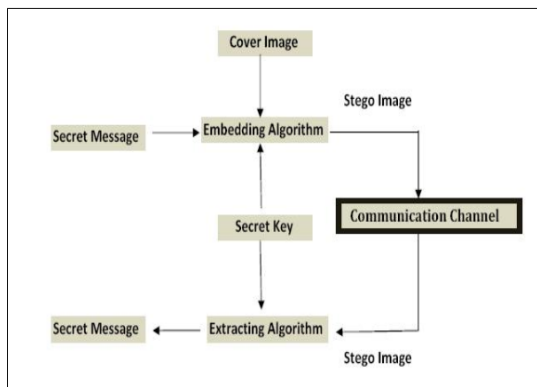 Cover Image
Stego Image
Secret Message
Embedding Algorithm
Communication Channel
Secret Key
Secret Message
Extracting Algorithm
Stego Image